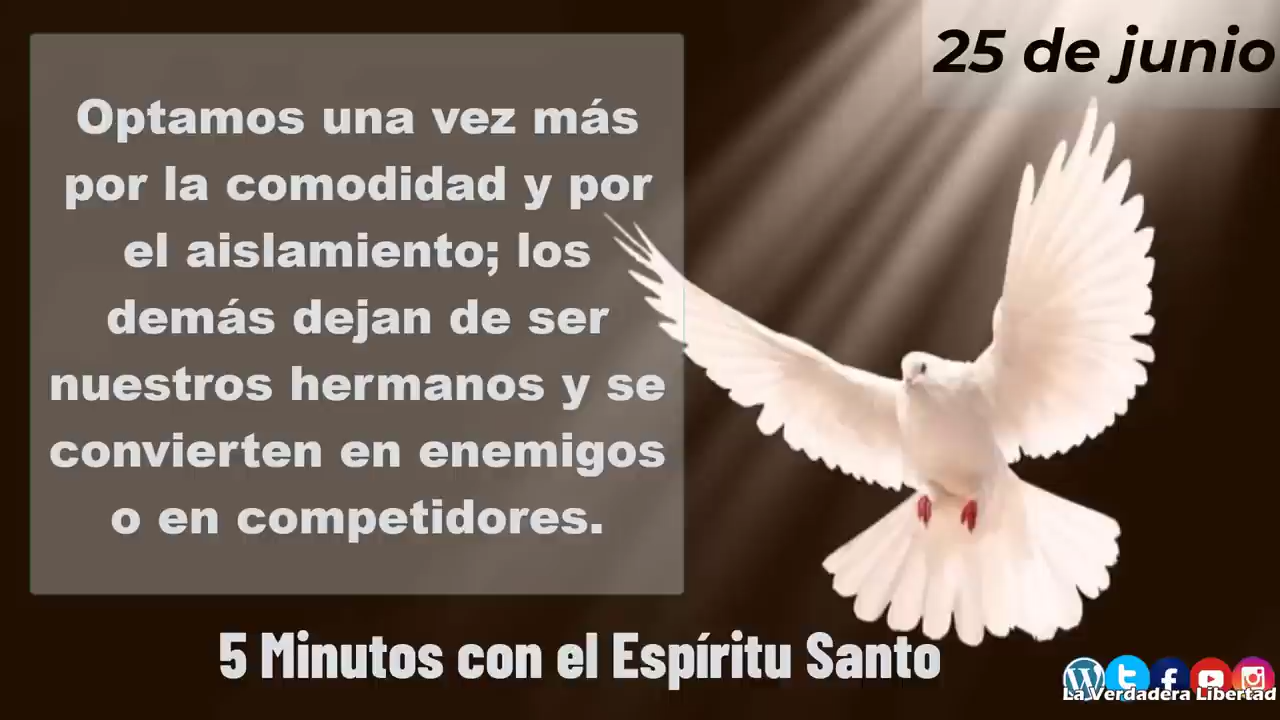 25 de junio
Optamos una vez más
por la comodidad y por
el aislamiento; los
demás dejan de ser
nuestros hermanos y se
convierten en enemigos
o en competidores.
5 Minutos con el Espíritu Santo
La Verdadera Libertad